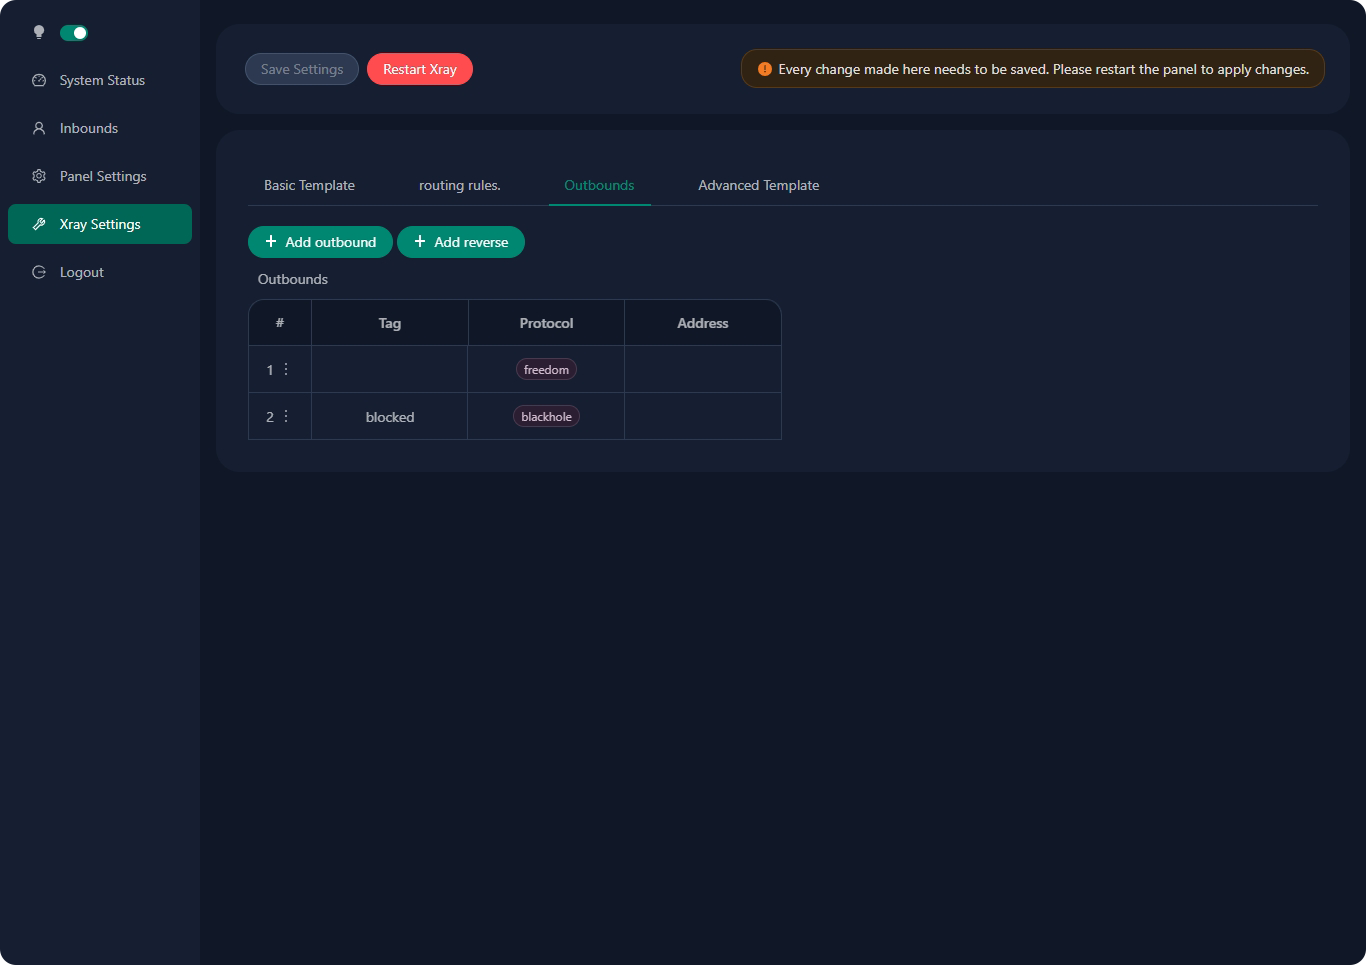 System Status
Inbounds
Panel Settings
Xray Settings
Logout
Save Settings Restart Xray
Every change made here needs to be saved. Please restart the panel to apply changes.
Basic Template routing rules. Outbounds Advanced Template
+ Add outbound + Add reverse
Outbounds
# Tag Protocol Address
1 freedom
2 blocked blackhole